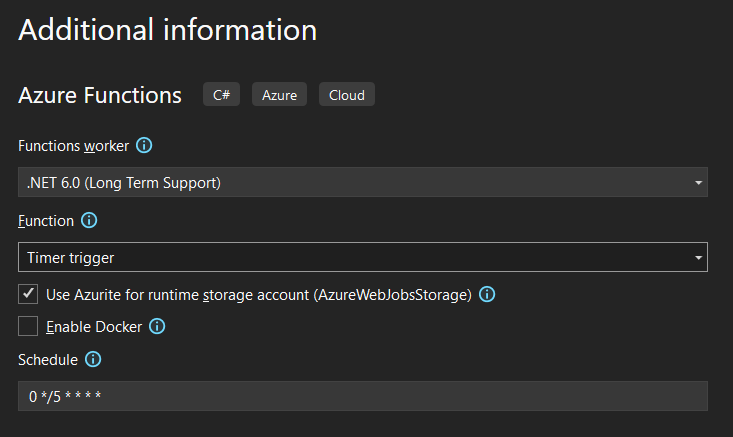 Additional information
Azure Functions C# Azure Cloud
Functions worker
.NET 6.0 (Long Term Support)
Function
Timer trigger
Use Azurite for runtime storage account (AzureWebJobsStorage)
Enable Docker
Schedule
0 */5 * * * *